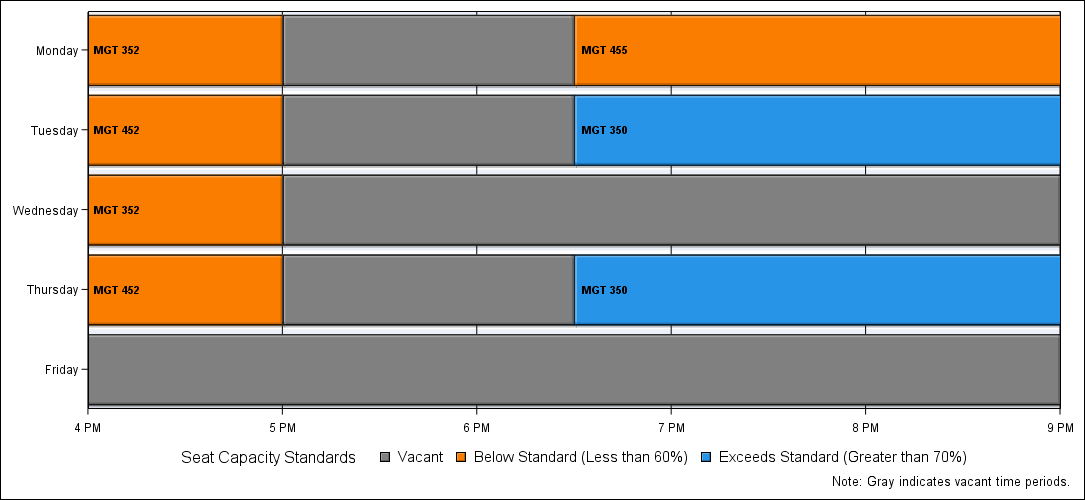 Monday
MGT 352
MGT 455
Tuesday
MGT 452
MGT 350
Wednesday
MGT 352
Thursday
MGT 452
MGT 350
Friday
4 PM 5 PM 6 PM 7 PM 8 PM 9 PM
Seat Capacity Standards Vacant Below Standard (Less than 60%) Exceeds Standard (Greater than 70%)
Note: Gray indicates vacant time periods.